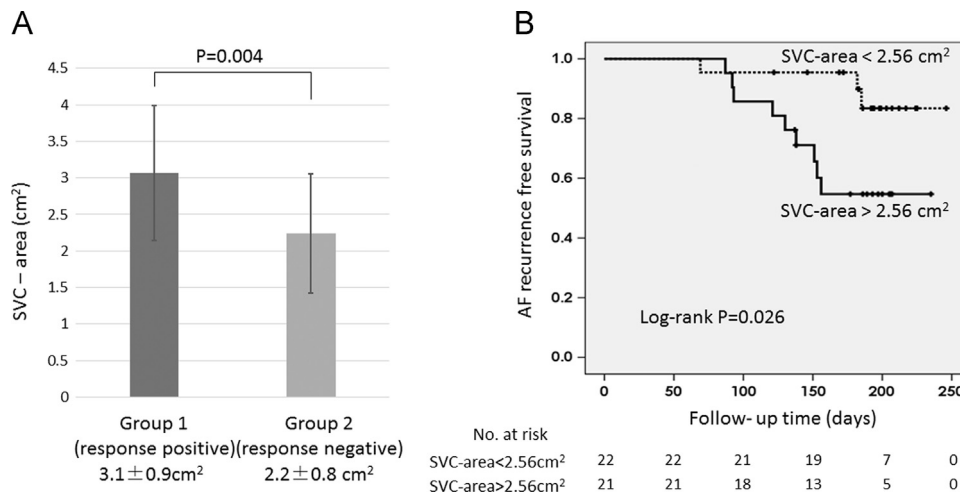 A
P=0.004
4.5
4
3.5
3
2.5
2
1.5
1
0.5
0
SVC – area (cm²)
Group 1 Group 2
(response positive) (response negative)
3.1±0.9cm² 2.2±0.8 cm²
B
SVC-area < 2.56 cm²
SVC-area > 2.56 cm²
Log-rank P=0.026
1.0
0.8
0.6
0.4
0.2
0.0
AF recurrence free survival
0 50 100 150 200 250
Follow- up time (days)
No. at risk
SVC-area<2.56cm² 22 22 21 19 7 0
SVC-area>2.56cm² 21 21 18 13 5 0